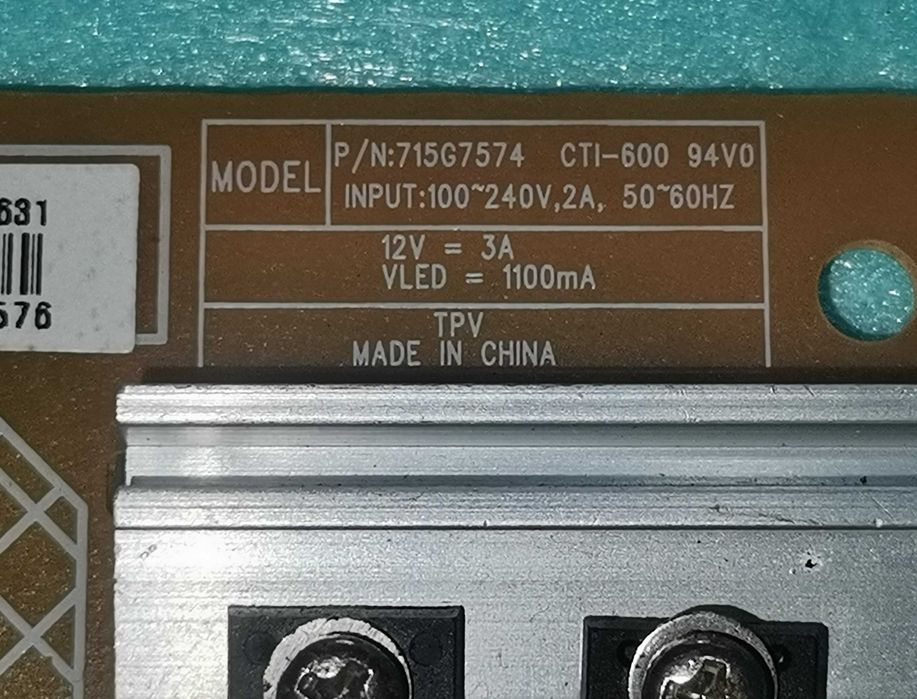 631
576
MODEL
P/N:715G7574 CTI-600 94V0
INPUT:100~240V,2A, 50~60HZ
12V = 3A
VLED = 1100mA
TPV
MADE IN CHINA